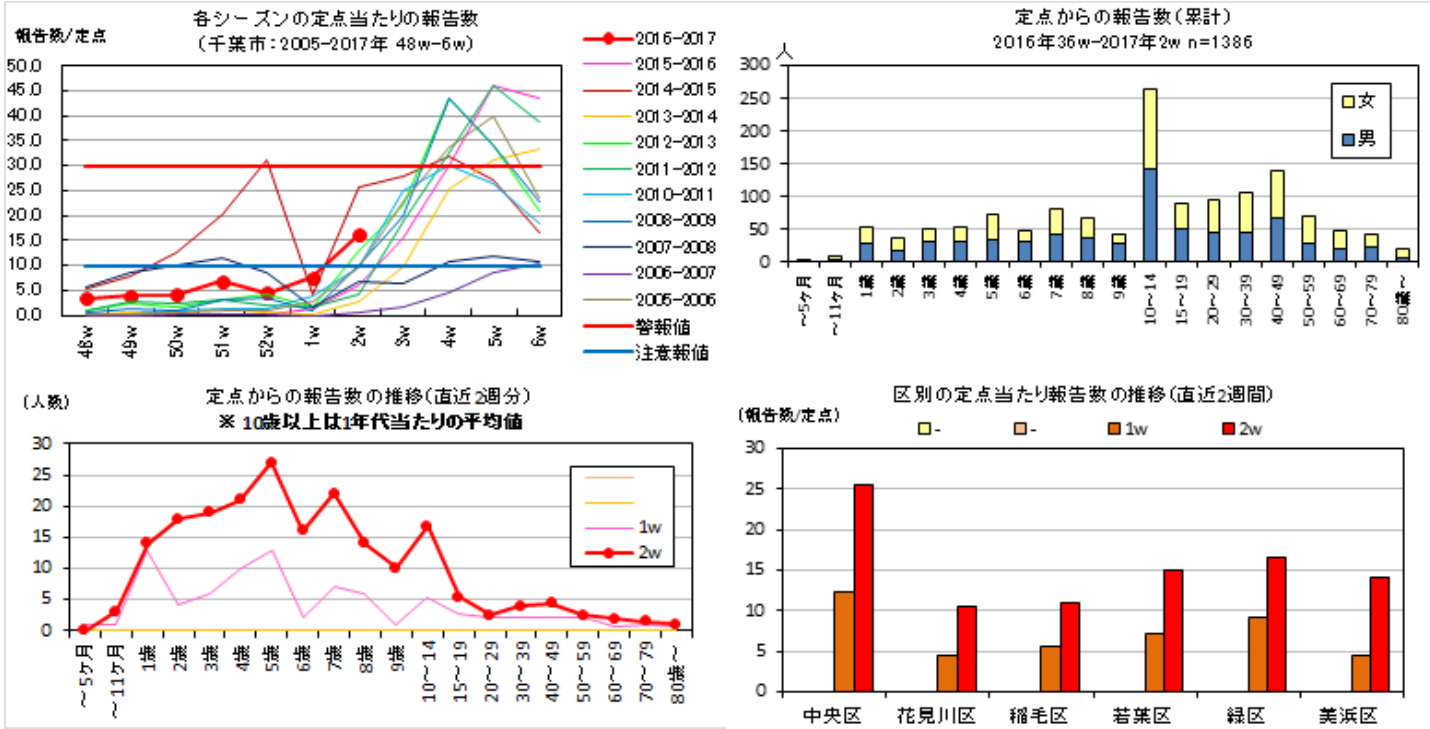 各シーズンの定点当たりの報告数
(千葉市:2005-2017年 48w-6w)
報告数/定点
50.0
45.0
40.0
35.0
30.0
25.0
20.0
15.0
10.0
5.0
0.0
48w
49w
50w
51w
52w
1w
2w
3w
4w
5w
6w
2016-2017
2015-2016
2014-2015
2013-2014
2012-2013
2011-2012
2010-2011
2008-2009
2007-2008
2006-2007
2005-2006
警報値
注意報値
定点からの報告数(累計)
2016年36w-2017年2w n=1386
人
300
250
200
150
100
50
0
女
男
~5ヶ月
~11ヶ月
1歳
2歳
3歳
4歳
5歳
6歳
7歳
8歳
9歳
10~14
15~19
20~29
30~39
40~49
50~59
60~69
70~79
80歳~
定点からの報告数の推移(直近2週分)
※ 10歳以上は1年代当たりの平均値
(人数)
30
25
20
15
10
5
0
1w
2w
~5ヶ月
~11ヶ月
1歳
2歳
3歳
4歳
5歳
6歳
7歳
8歳
9歳
10~14
15~19
20~29
30~39
40~49
50~59
60~69
70~79
80歳~
区別の定点当たり報告数の推移(直近2週間)
(報告数/定点)
- - 1w 2w
30
25
20
15
10
5
0
中央区 花見川区 稲毛区 若葉区 緑区 美浜区